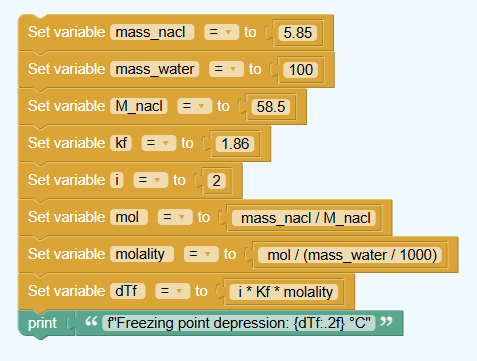 Set variable mass_nacl = to 5.85
Set variable mass_water = to 100
Set variable M_nacl = to 58.5
Set variable kf = to 1.86
Set variable i = to 2
Set variable mol = to mass_nacl / M_nacl
Set variable molality = to mol / (mass_water / 1000)
Set variable dTf = to i * Kf * molality
print “ f"Freezing point depression: {dTf:.2f} °C" ”